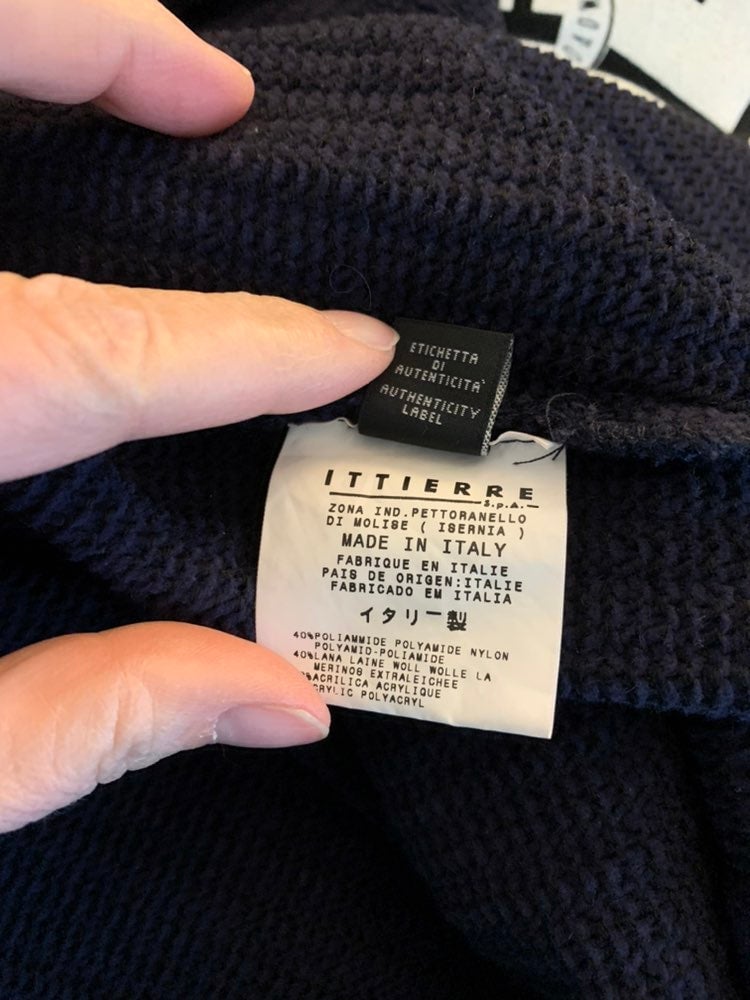 ETICHETTA
DI
AUTENTICITA'
AUTHENTICITY
LABEL
ITTIERRE
S.p.A.
ZONA IND.PETTORANELLO
DI MOLISE ( ISERNIA )
MADE IN ITALY
FABRIQUE EN ITALIE
PAIS DE ORIGEN:ITALIE
FABRICADO EM ITALIA
イタリー製
40%POLIAMMIDE POLYAMIDE NYLON
POLYAMID-POLIAMIDE
40%LANA LAINE WOLL WOLLE LA
MERINOS EXTRALEICHEE
%ACRILICA ACRYLIQUE
CRYLIC POLYACRYL